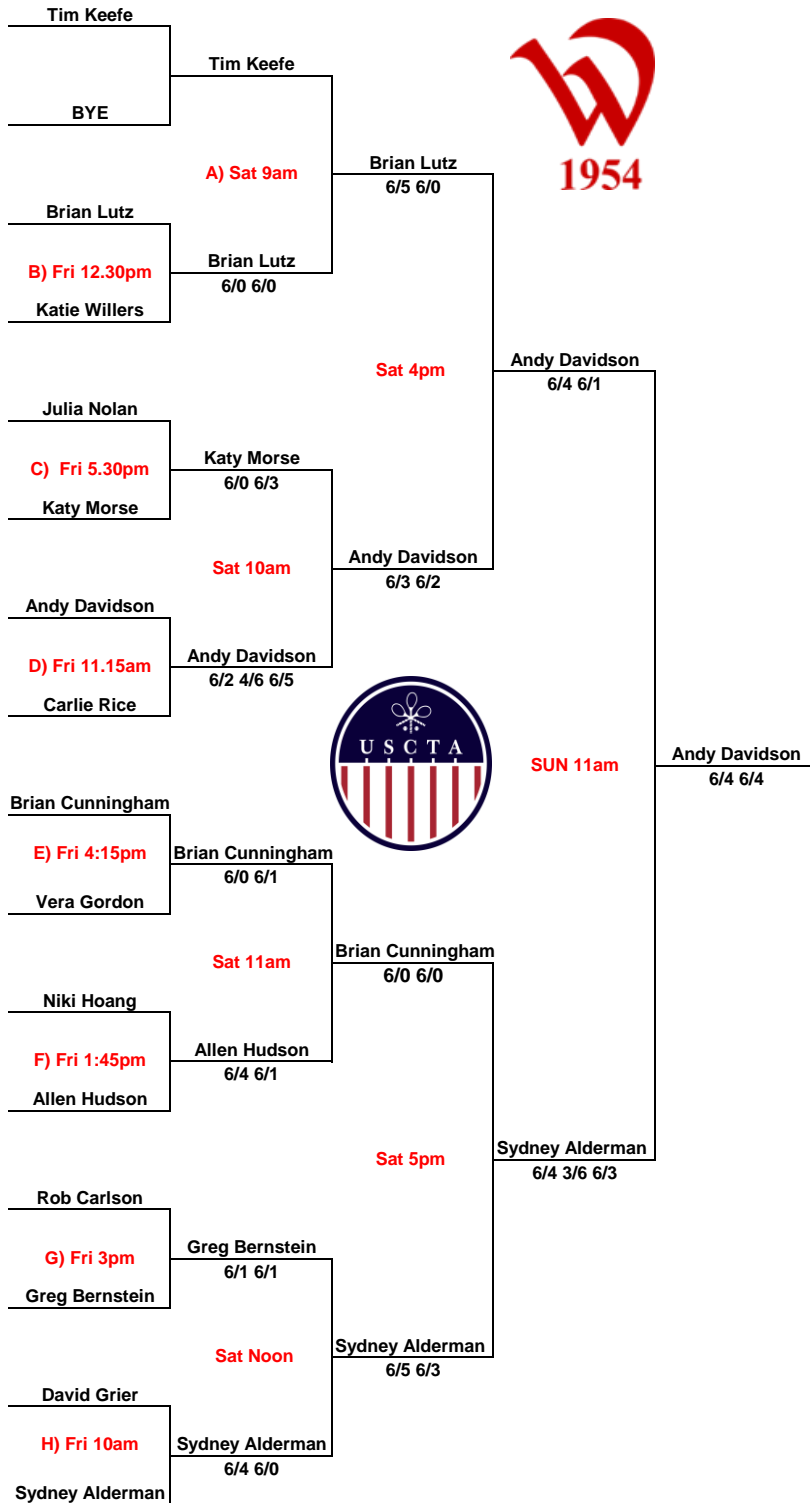 Tim Keefe
Tim Keefe
BYE
A) Sat 9am
Brian Lutz
6/5 6/0
1954
Brian Lutz
B) Fri 12.30pm
Brian Lutz
6/0 6/0
Katie Willers
Sat 4pm
Andy Davidson
6/4 6/1
Julia Nolan
C) Fri 5.30pm
Katy Morse
6/0 6/3
Katy Morse
Sat 10am
Andy Davidson
6/3 6/2
Andy Davidson
D) Fri 11.15am
Andy Davidson
6/2 4/6 6/5
Carlie Rice
USCTA
SUN 11am
Andy Davidson
6/4 6/4
Brian Cunningham
E) Fri 4:15pm
Brian Cunningham
6/0 6/1
Vera Gordon
Sat 11am
Brian Cunningham
6/0 6/0
Niki Hoang
F) Fri 1:45pm
Allen Hudson
6/4 6/1
Allen Hudson
Sat 5pm
Sydney Alderman
6/4 3/6 6/3
Rob Carlson
G) Fri 3pm
Greg Bernstein
6/1 6/1
Greg Bernstein
Sat Noon
Sydney Alderman
6/5 6/3
David Grier
H) Fri 10am
Sydney Alderman
6/4 6/0
Sydney Alderman